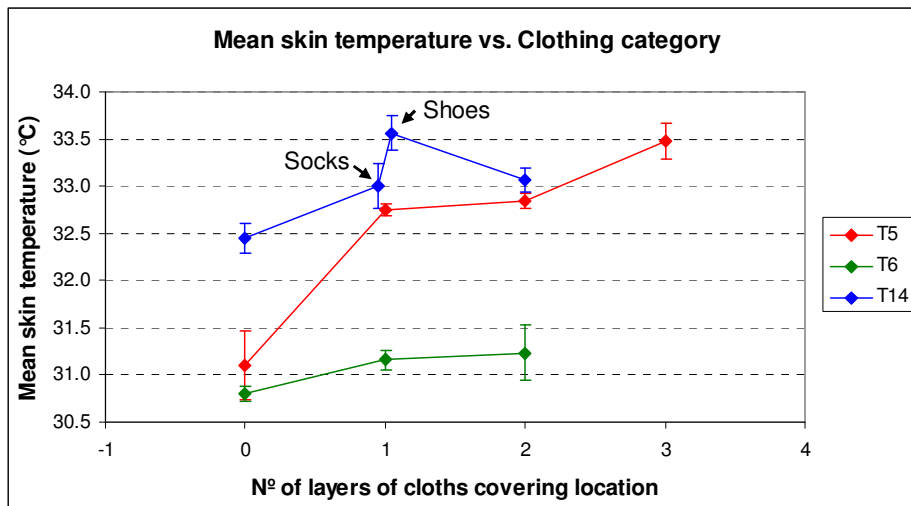 Mean skin temperature vs. Clothing category
Mean skin temperature (°C)
34.0
33.5
33.0
32.5
32.0
31.5
31.0
30.5
Shoes
Socks
T5
T6
T14
-1 0 1 2 3 4
Nº of layers of cloths covering location